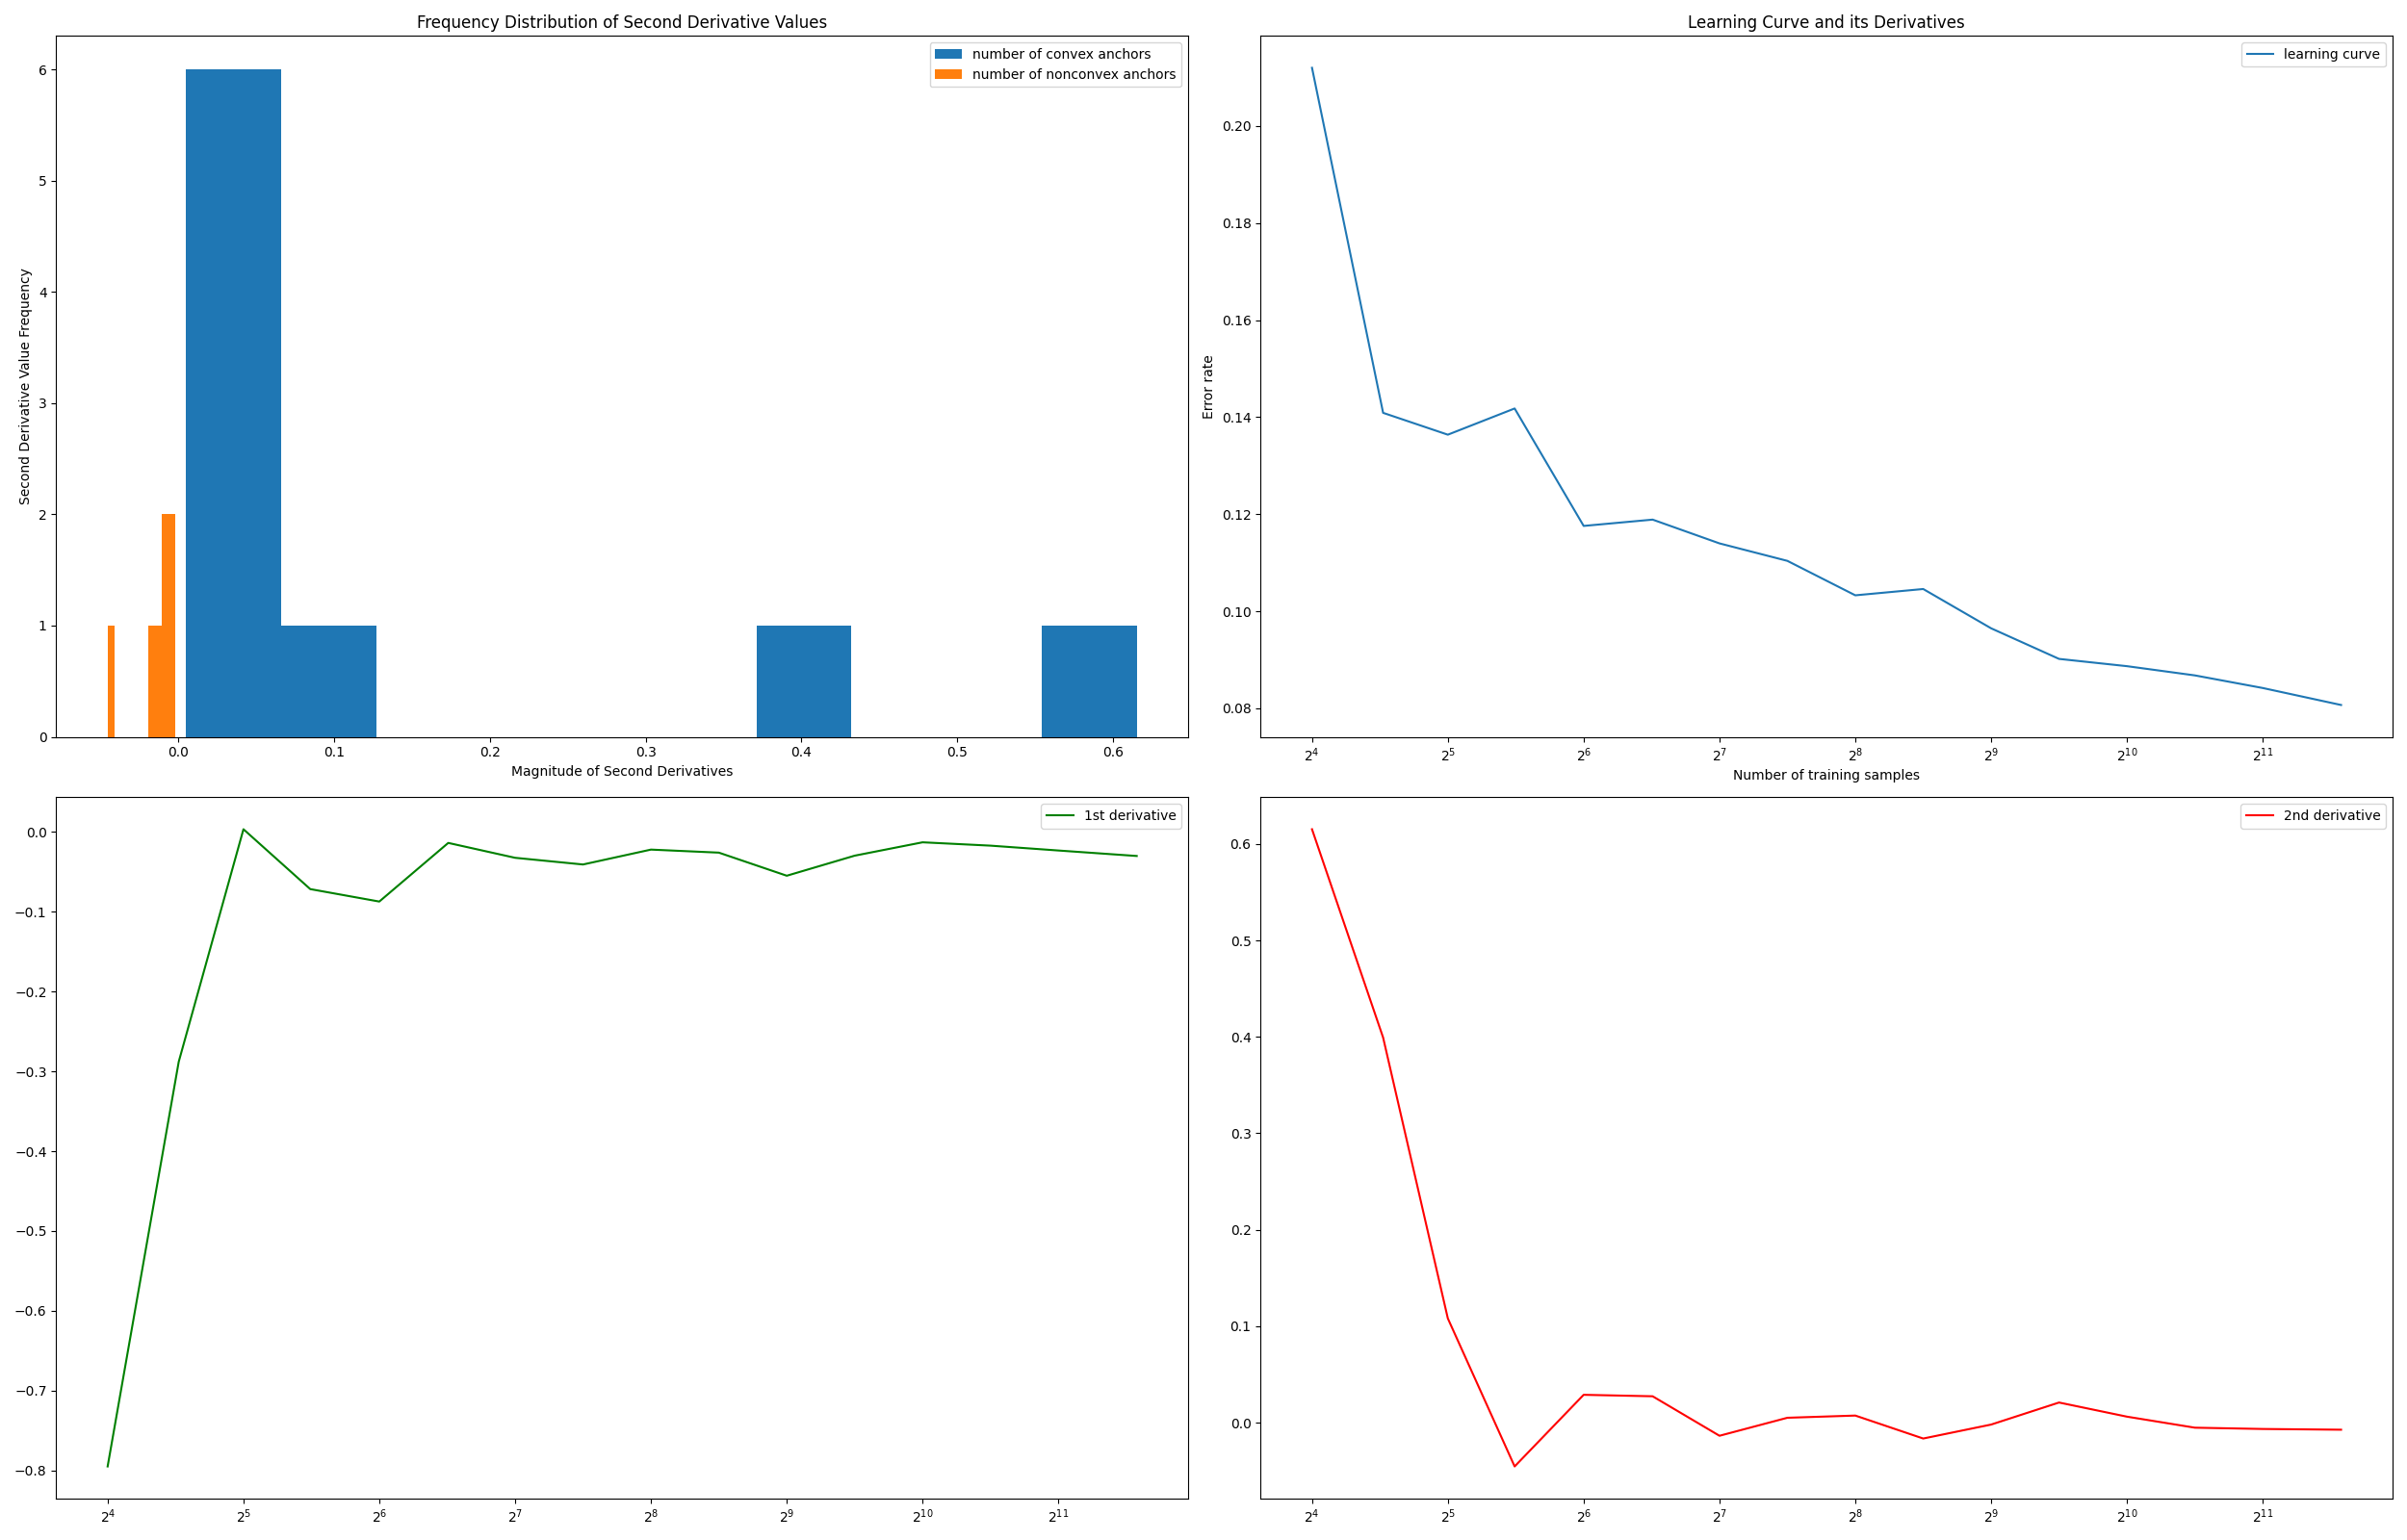 Frequency Distribution of Second Derivative Values
number of convex anchors
number of nonconvex anchors
Second Derivative Value Frequency
6
5
4
3
2
1
0
0.0 0.1 0.2 0.3 0.4 0.5 0.6
Magnitude of Second Derivatives
Learning Curve and its Derivatives
learning curve
Error rate
0.20
0.18
0.16
0.14
0.12
0.10
0.08
2⁴ 2⁵ 2⁶ 2⁷ 2⁸ 2⁹ 2¹⁰ 2¹¹
Number of training samples
1st derivative
0.0
−0.1
−0.2
−0.3
−0.4
−0.5
−0.6
−0.7
−0.8
2⁴ 2⁵ 2⁶ 2⁷ 2⁸ 2⁹ 2¹⁰ 2¹¹
2nd derivative
0.6
0.5
0.4
0.3
0.2
0.1
0.0
2⁴ 2⁵ 2⁶ 2⁷ 2⁸ 2⁹ 2¹⁰ 2¹¹